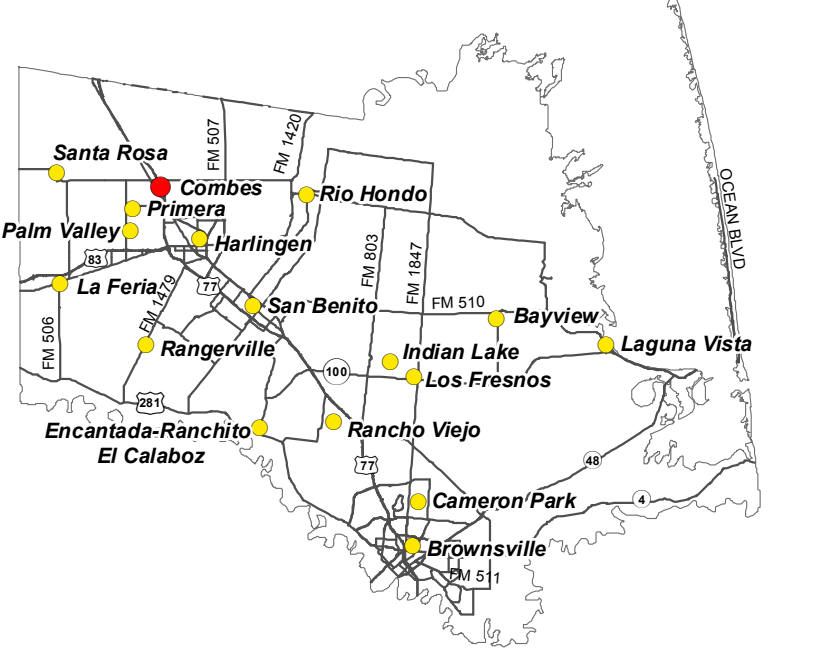 FM 507
FM 1420
Santa Rosa
Combes
Rio Hondo
Primera
OCEAN BLVD
Palm Valley
Harlingen
83
FM 803
FM 1847
La Feria
77
FM 1479
San Benito
FM 510
Bayview
FM 506
Rangerville
Indian Lake
Laguna Vista
100
Los Fresnos
281
Encantada-Ranchito
El Calaboz
Rancho Viejo
77
48
Cameron Park
4
Brownsville
FM 511